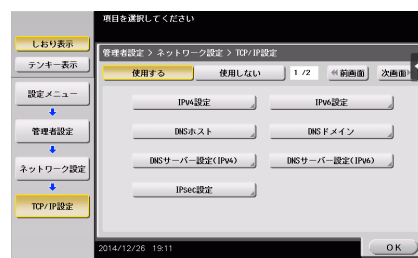 項目を選択してください
しおり表示
テンキー表示
設定メニュー
管理者設定
ネットワーク設定
TCP/IP設定
管理者設定 > ネットワーク設定 > TCP/IP設定
使用する 使用しない 1 /2 前画面 次画面
IPv4設定 IPv6設定
DNSホスト DNSドメイン
DNSサーバー設定(IPv4) DNSサーバー設定(IPv6)
IPsec設定
2014/12/26 19:11
OK